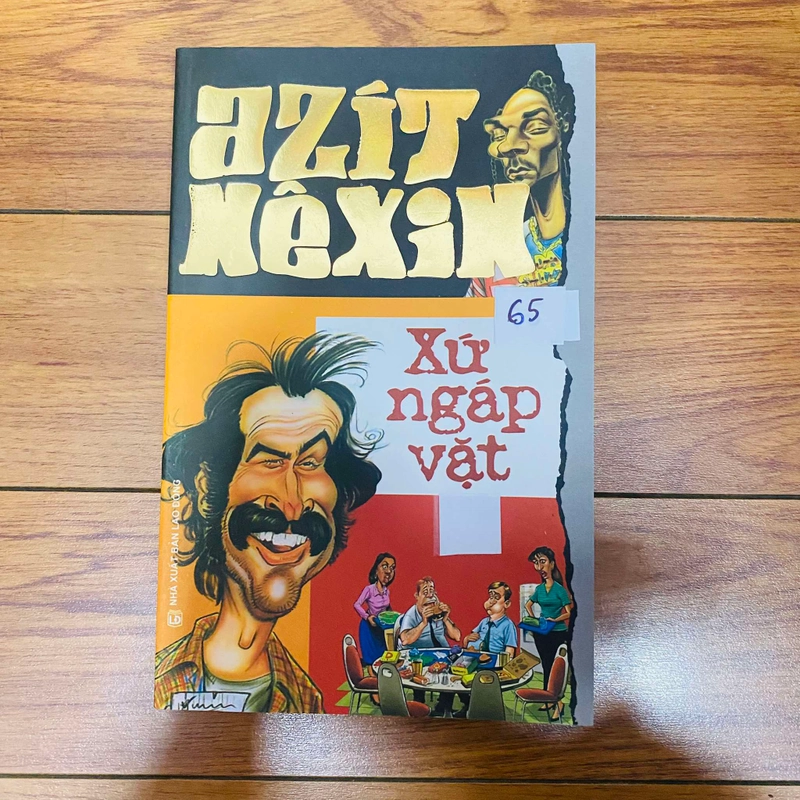 azít
nêxin
65
Xứ
ngáp
vặt
NHÀ XUẤT BẢN LAO ĐỘNG